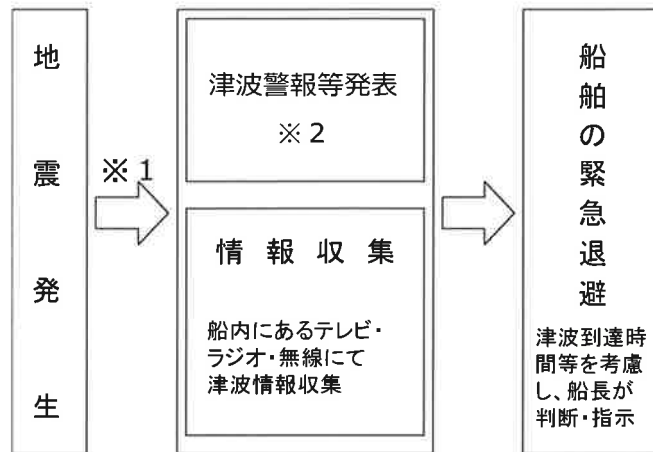 地震発生
※1
津波警報等発表
※2
情報収集
船内にあるテレビ・
ラジオ・無線にて
津波情報収集
船舶の緊急退避
津波到達時
間等を考慮
し、船長が
判断・指示